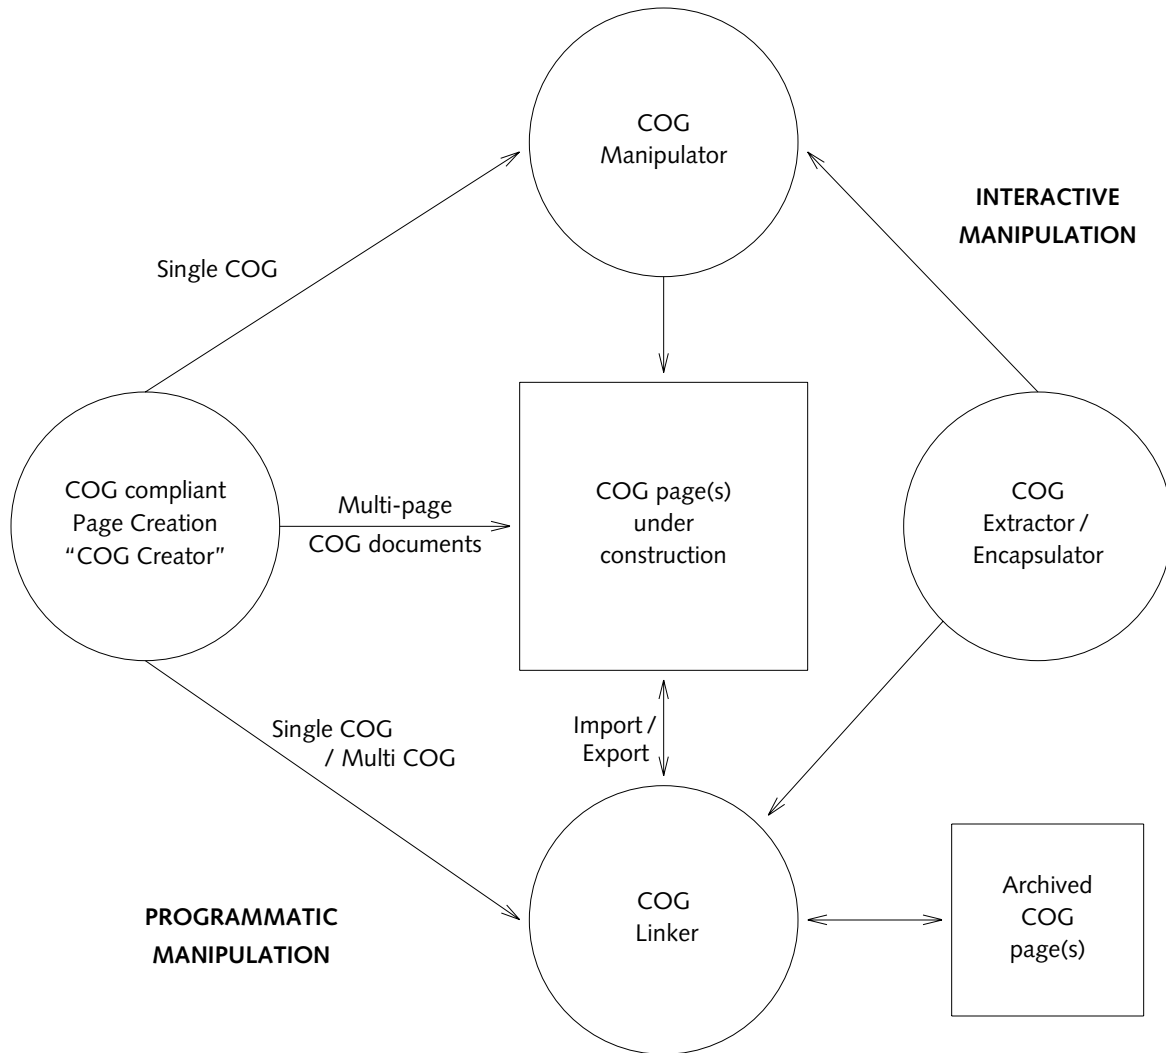 COG
Manipulator
INTERACTIVE
MANIPULATION
Single COG
COG compliant
Page Creation
“COG Creator”
Multi-page
COG documents
COG page(s)
under
construction
COG
Extractor /
Encapsulator
Single COG
/ Multi COG
Import /
Export
PROGRAMMATIC
MANIPULATION
COG
Linker
Archived
COG
page(s)